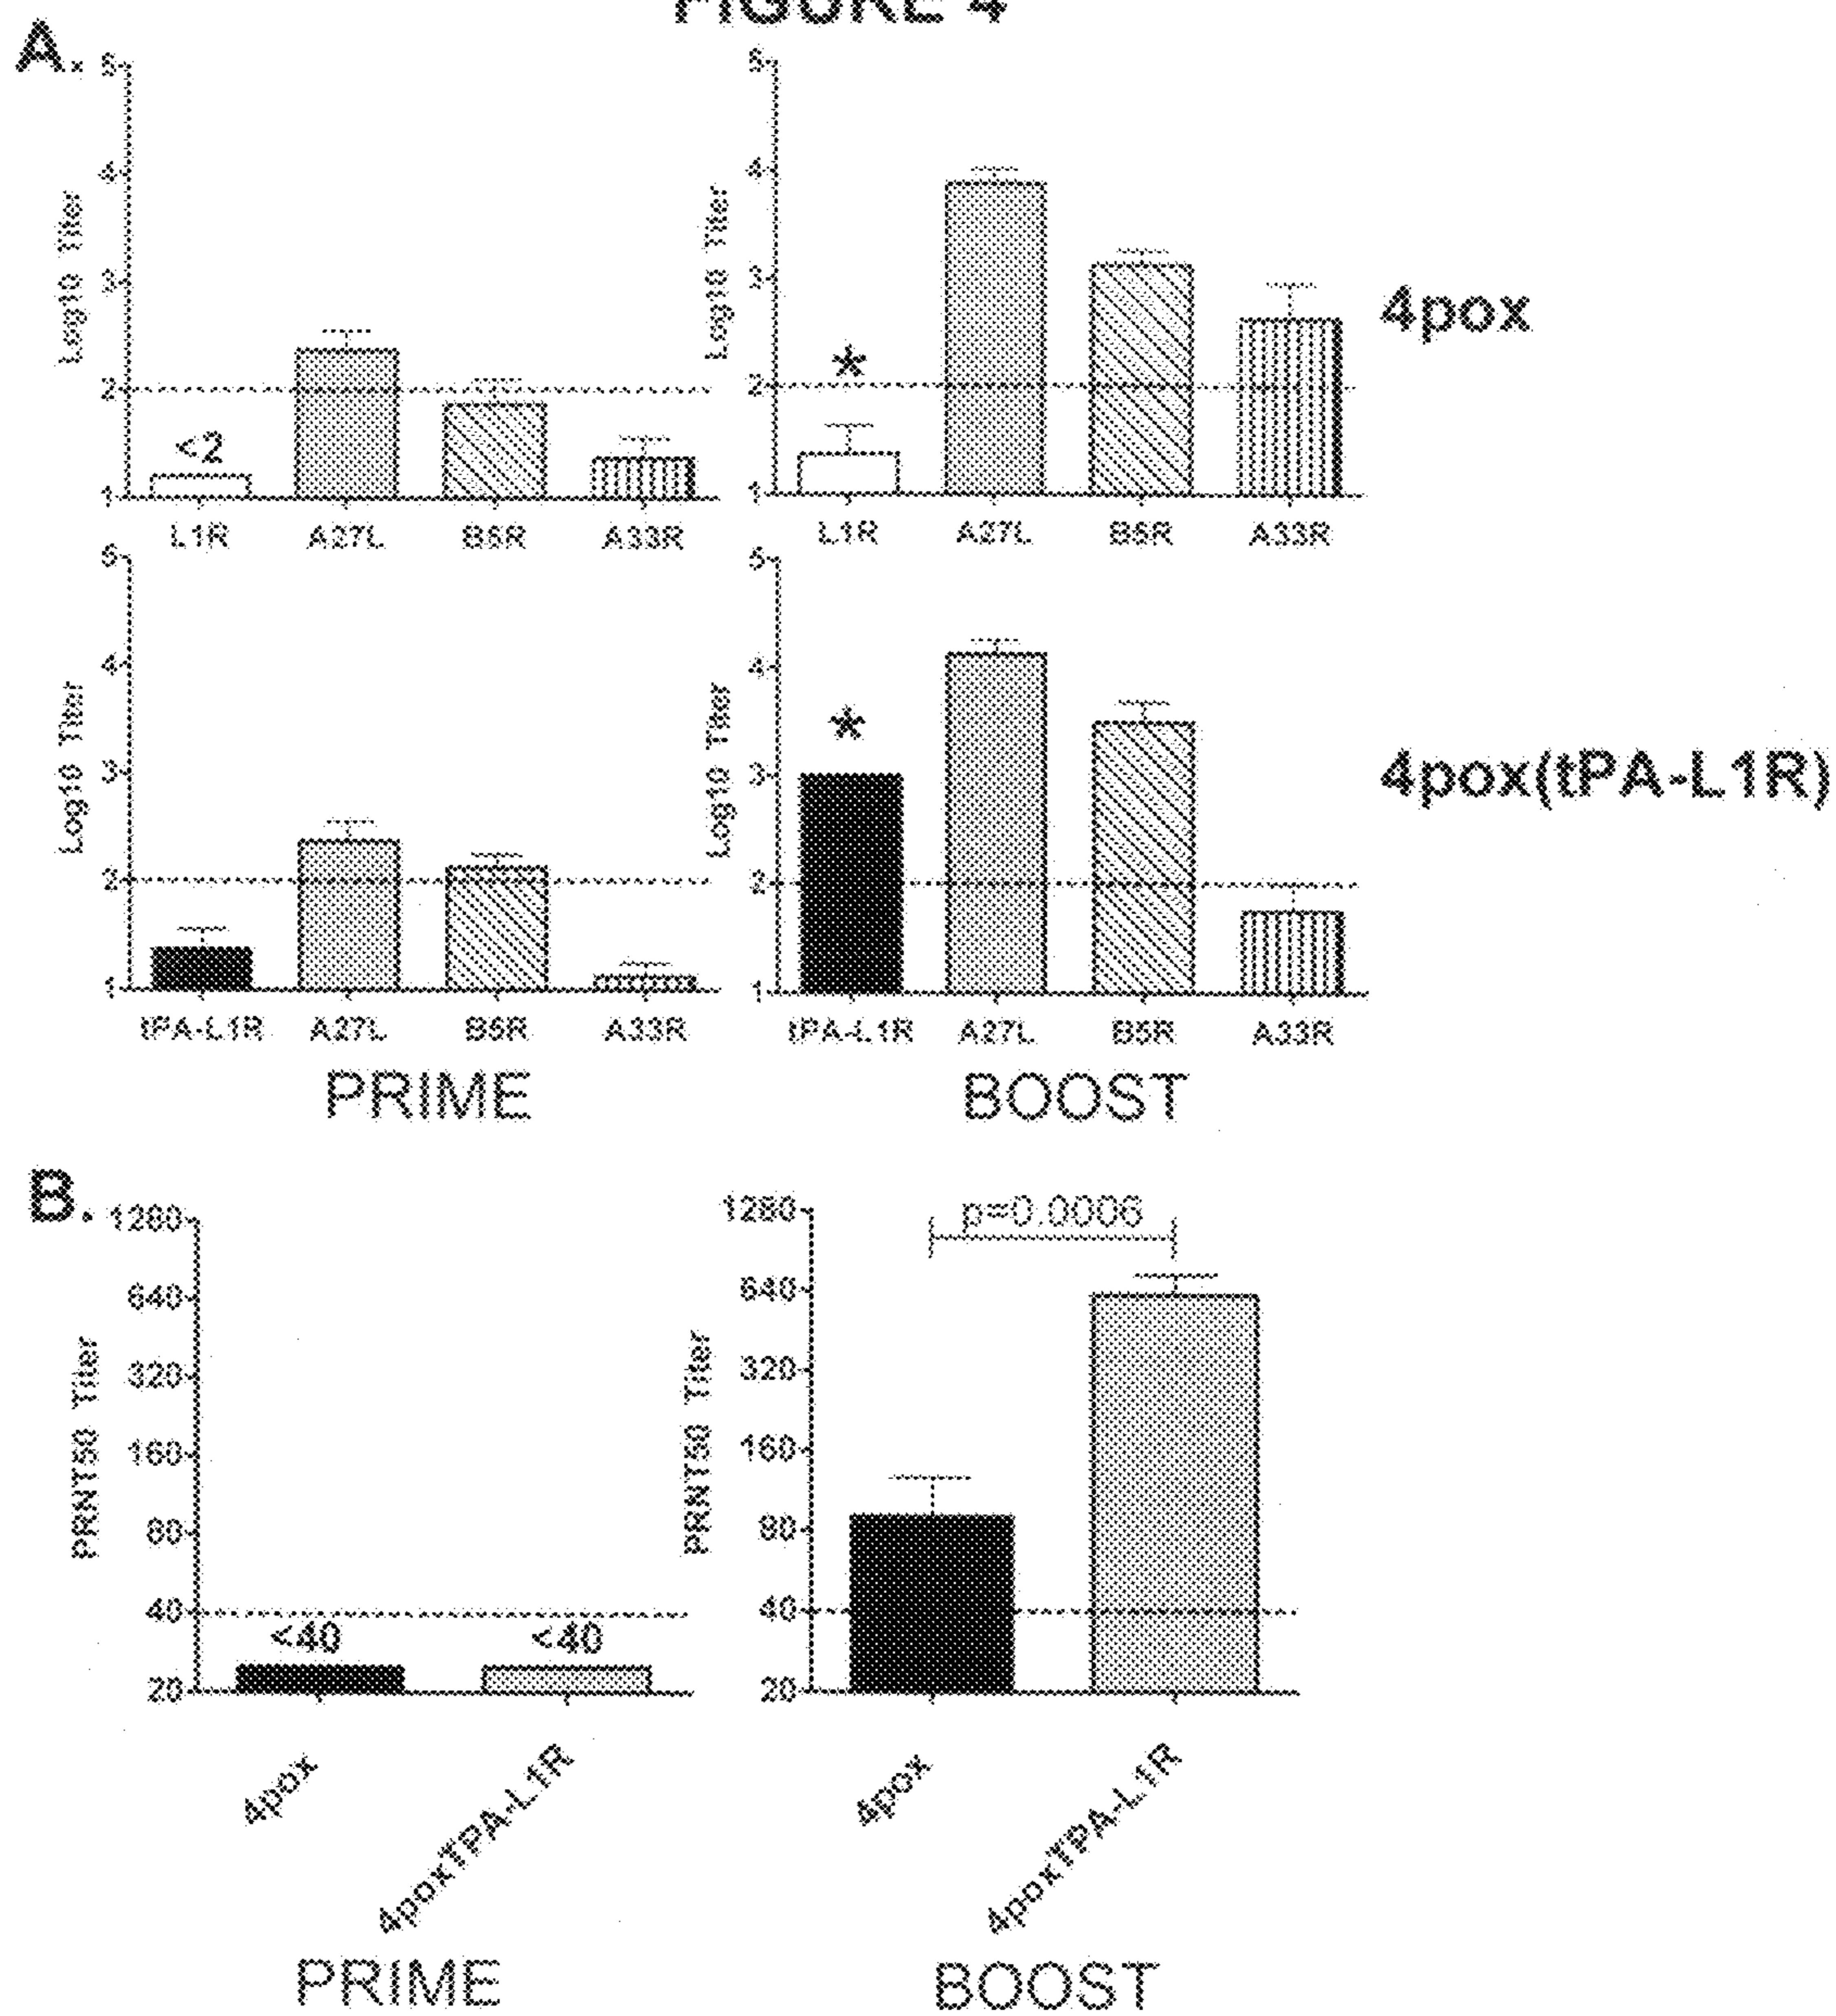 FIGURE 4
A.
5
4
3
2
1
Log10 Titer
<2
L1R A27L B5R A33R
5
4
3
2
1
Log10 Titer
*
L1R A27L B5R A33R
4pox
5
4
3
2
1
Log10 Titer
tPA-L1R A27L B5R A33R
PRIME
5
4
3
2
1
Log10 Titer
*
tPA-L1R A27L B5R A33R
BOOST
4pox(tPA-L1R)
B.
1280
640
320
160
80
40
20
PRNT50 Titer
<40 <40
4pox
4poxTPA-L1R
PRIME
1280
640
320
160
80
40
20
PRNT50 Titer
p=0.0006
4pox
4poxTPA-L1R
BOOST